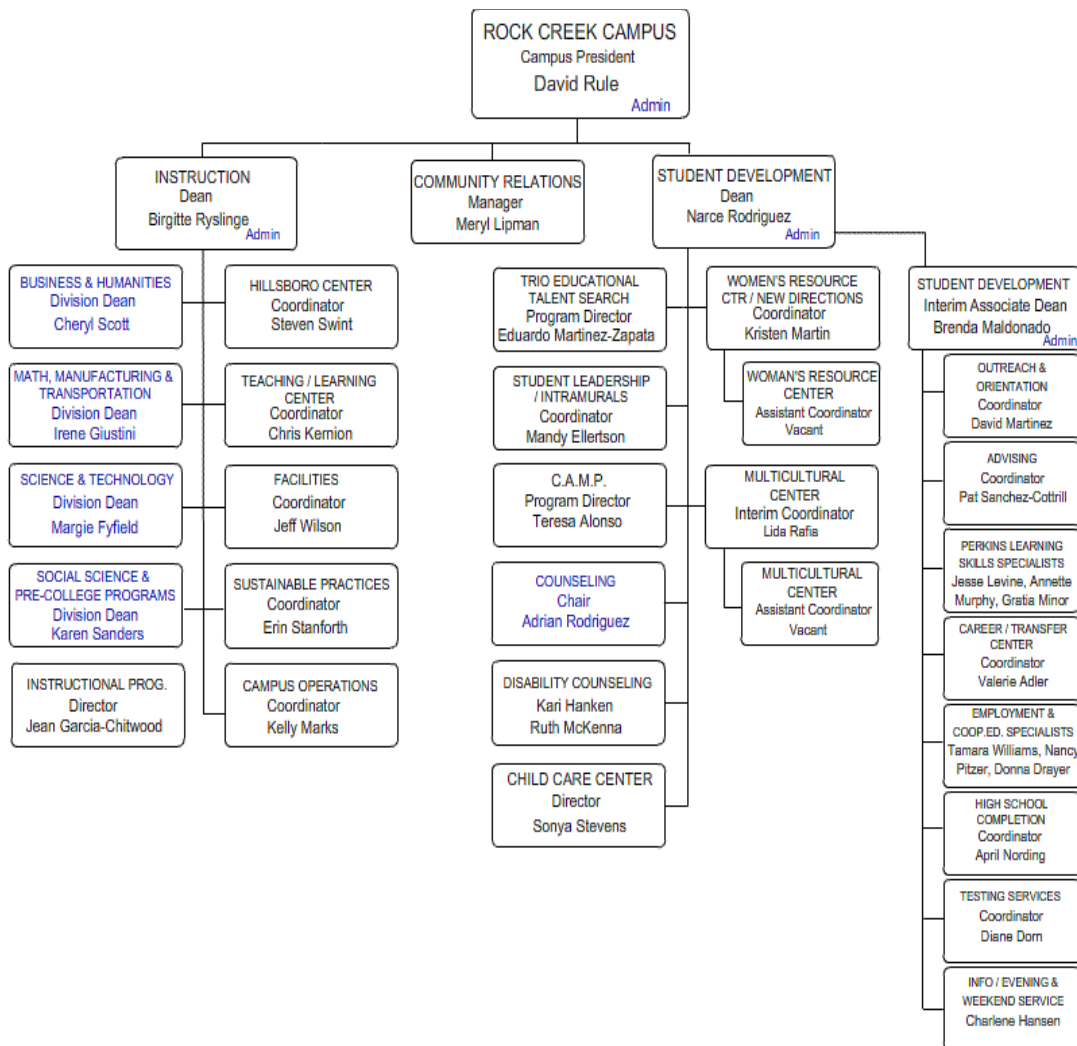 ROCK CREEK CAMPUS
Campus President
David Rule
Admin
INSTRUCTION
Dean
Birgitte Ryslinge
Admin
COMMUNITY RELATIONS
Manager
Meryl Lipman
STUDENT DEVELOPMENT
Dean
Narce Rodriguez
Admin
BUSINESS & HUMANITIES
Division Dean
Cheryl Scott
HILLSBORO CENTER
Coordinator
Steven Swint
MATH, MANUFACTURING &
TRANSPORTATION
Division Dean
Irene Giustini
TEACHING / LEARNING
CENTER
Coordinator
Chris Kernion
SCIENCE & TECHNOLOGY
Division Dean
Margie Fyfield
FACILITIES
Coordinator
Jeff Wilson
SOCIAL SCIENCE &
PRE-COLLEGE PROGRAMS
Division Dean
Karen Sanders
SUSTAINABLE PRACTICES
Coordinator
Erin Stanforth
INSTRUCTIONAL PROG.
Director
Jean Garcia-Chitwood
CAMPUS OPERATIONS
Coordinator
Kelly Marks
TRIO EDUCATIONAL
TALENT SEARCH
Program Director
Eduardo Martinez-Zapata
WOMEN'S RESOURCE
CTR / NEW DIRECTIONS
Coordinator
Kristen Martin
STUDENT LEADERSHIP
/ INTRAMURALS
Coordinator
Mandy Ellertson
WOMAN'S RESOURCE
CENTER
Assistant Coordinator
Vacant
C.A.M.P.
Program Director
Teresa Alonso
MULTICULTURAL
CENTER
Interim Coordinator
Lida Rafia
COUNSELING
Chair
Adrian Rodriguez
MULTICULTURAL
CENTER
Assistant Coordinator
Vacant
DISABILITY COUNSELING
Kari Hanken
Ruth McKenna
CHILD CARE CENTER
Director
Sonya Stevens
STUDENT DEVELOPMENT
Interim Associate Dean
Brenda Maldonado
Admin
OUTREACH &
ORIENTATION
Coordinator
David Martinez
ADVISING
Coordinator
Pat Sanchez-Cottrill
PERKINS LEARNING
SKILLS SPECIALISTS
Jesse Levine, Annette
Murphy, Gratia Minor
CAREER / TRANSFER
CENTER
Coordinator
Valerie Adler
EMPLOYMENT &
COOP.ED. SPECIALISTS
Tamara Williams, Nancy
Pitzer, Donna Drayer
HIGH SCHOOL
COMPLETION
Coordinator
April Nording
TESTING SERVICES
Coordinator
Diane Dorn
INFO / EVENING &
WEEKEND SERVICE
Charlene Hansen